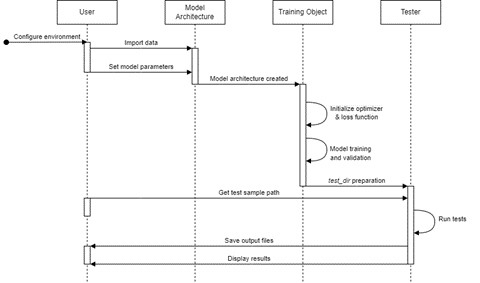 User
Model
Architecture
Training Object
Tester
Configure environment
Import data
Set model parameters
Model architecture created
Initialize optimizer
& loss function
Model training
and validation
test_dir preparation
Get test sample path
Run tests
Save output files
Display results